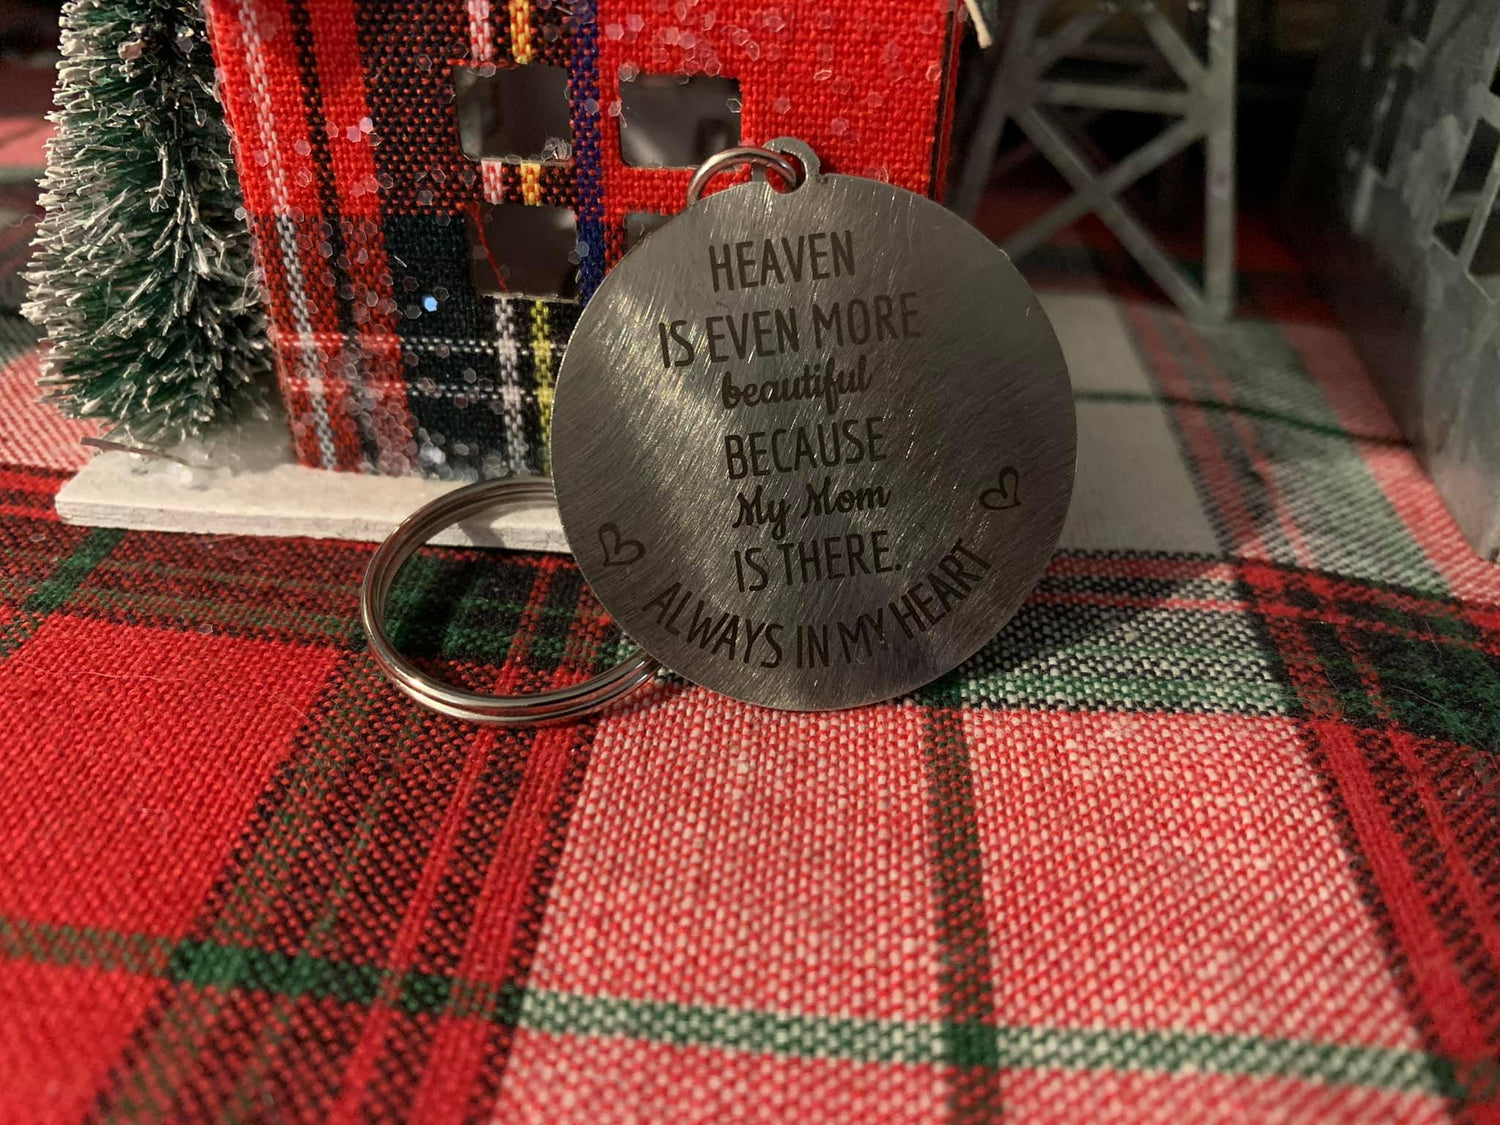 HEAVEN
IS EVEN MORE
beautiful
BECAUSE
My Mom
IS THERE.
ALWAYS IN MY HEART